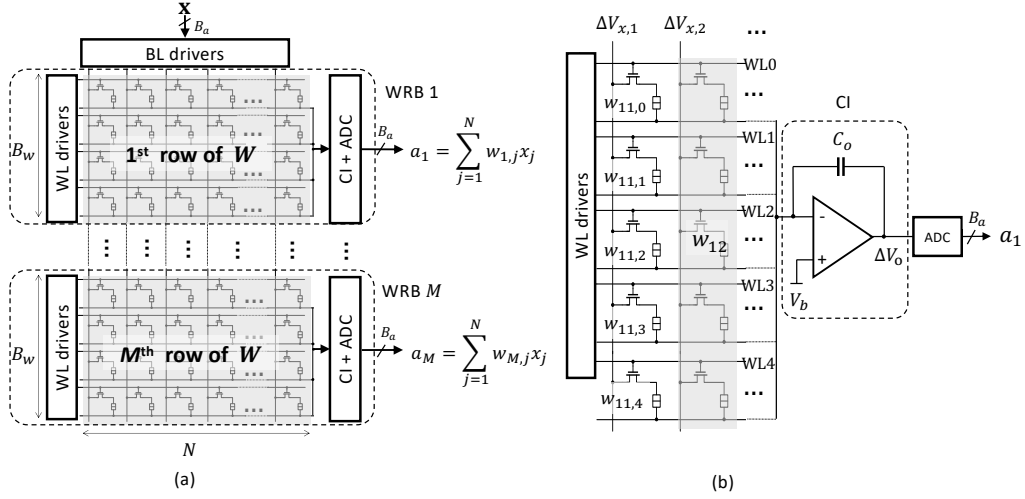 x
B_a
BL drivers
B_w
WL drivers
1st row of W
CI + ADC
WRB 1
B_a
a_1 = \sum_{j=1}^{N} w_{1,j} x_j
...
B_w
WL drivers
Mth row of W
CI + ADC
WRB M
B_a
a_M = \sum_{j=1}^{N} w_{M,j} x_j
N
(a)
ΔV_{x,1}
ΔV_{x,2}
...
WL drivers
WL0
w_{11,0}
WL1
w_{11,1}
WL2
w_{11,2}
w_{12}
WL3
w_{11,3}
WL4
w_{11,4}
CI
C_o
-
+
V_b
ΔV_o
ADC
B_a
a_1
(b)